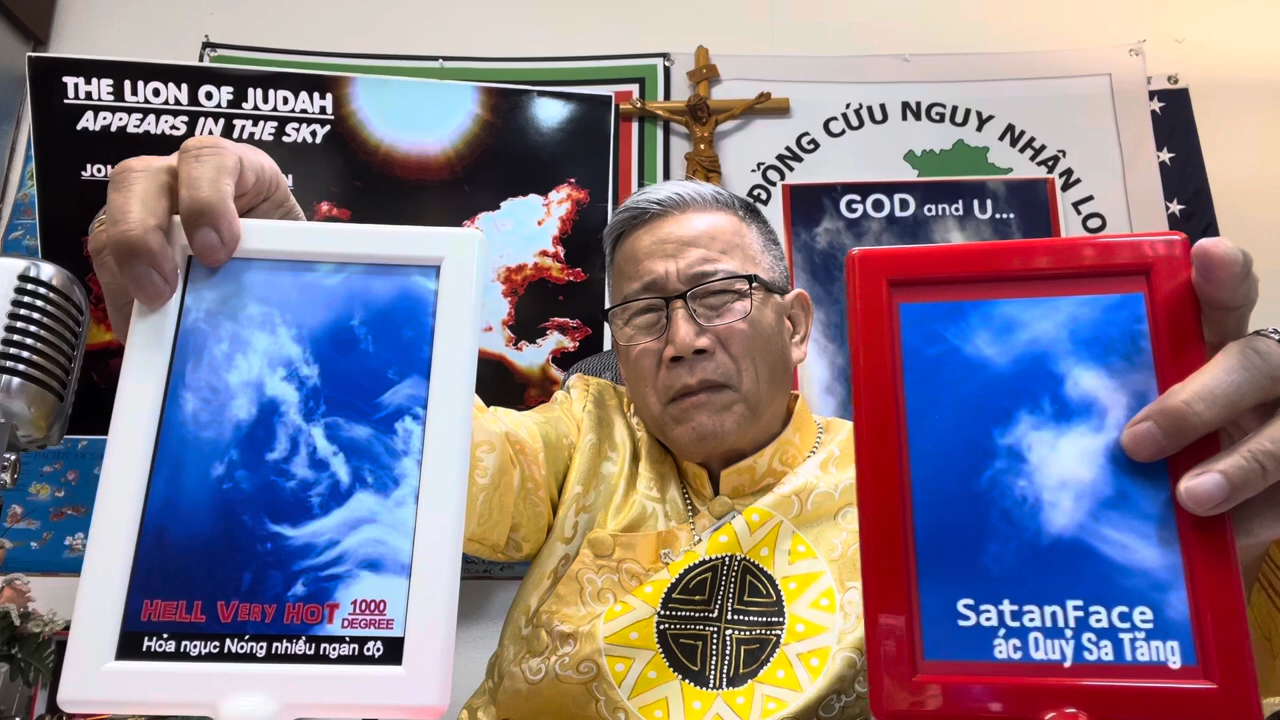 THE LION OF JUDAH
APPEARS IN THE SKY
ĐỒNG CỨU NGUY NHÂN LO
GOD and U...
HELL VERY HOT 1000 DEGREE
Hỏa ngục Nóng nhiều ngàn độ
SatanFace
ác Quỷ Sa Tăng